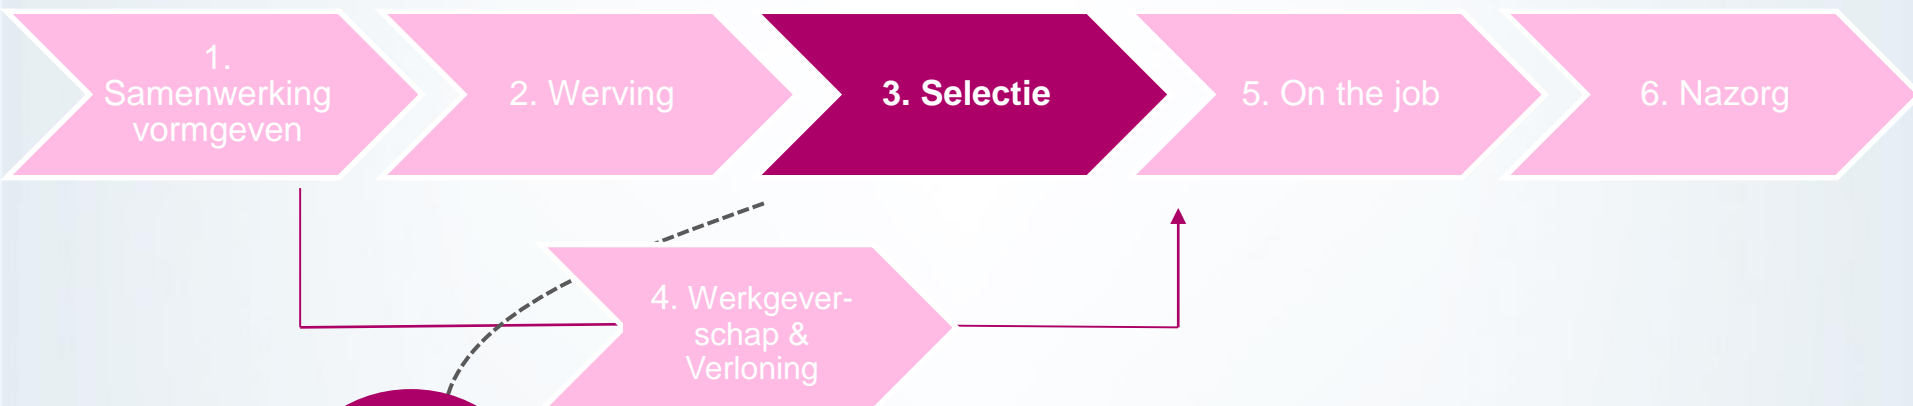 1.
Samenwerking
vormgeven
2. Werving
3. Selectie
5. On the job
6. Nazorg
4. Werkgever-
schap &
Verloning